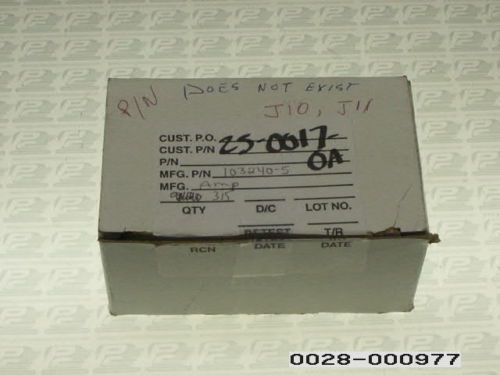 P/N DOES NOT EXIST
J10, J11
CUST. P.O.
CUST. P/N 25-0017-
P/N 0A
MFG. P/N 103240-5
MFG. Amp
315
QTY D/C LOT NO.
RETEST T/R
RCN DATE DATE
0028-000977